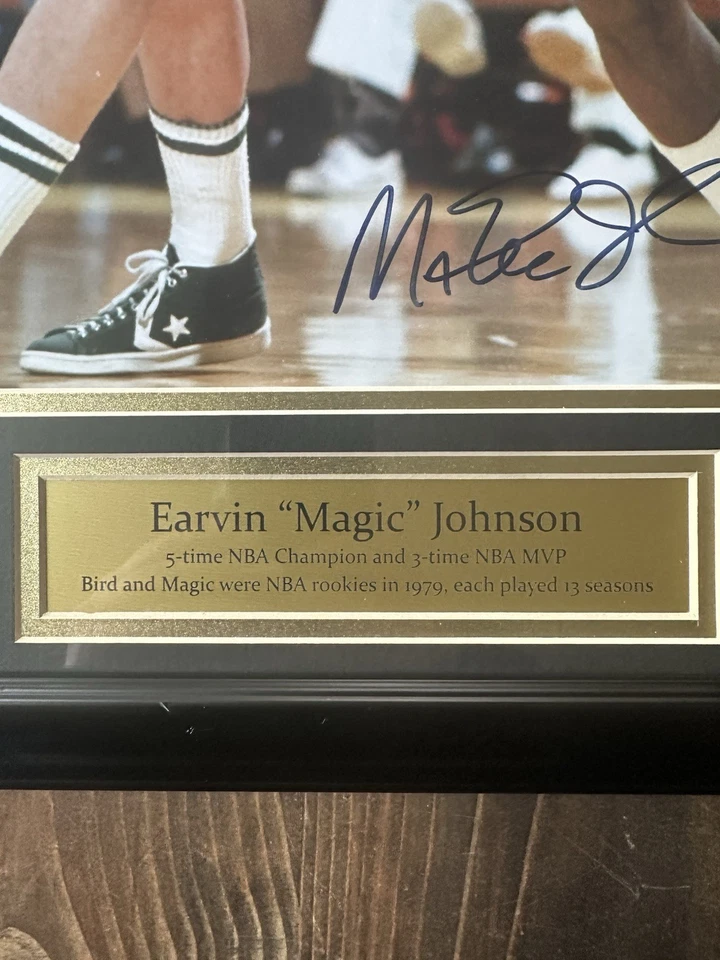 Magic J
Earvin “Magic” Johnson
5-time NBA Champion and 3-time NBA MVP
Bird and Magic were NBA rookies in 1979, each played 13 seasons